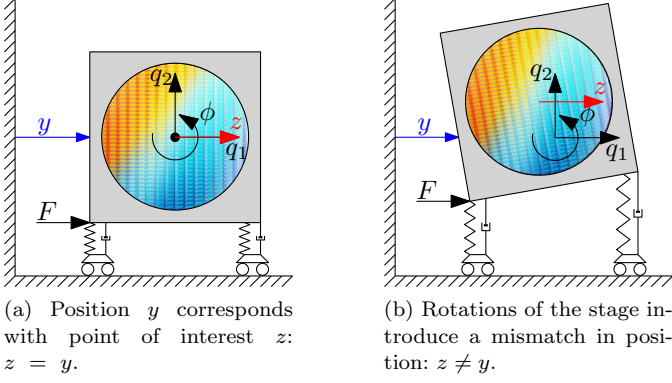 q₂
ϕ
y
z
q₁
F
q₂
z
y
ϕ
q₁
F
(a) Position y corresponds
with point of interest z:
z = y.
(b) Rotations of the stage in-
troduce a mismatch in posi-
tion: z ≠ y.